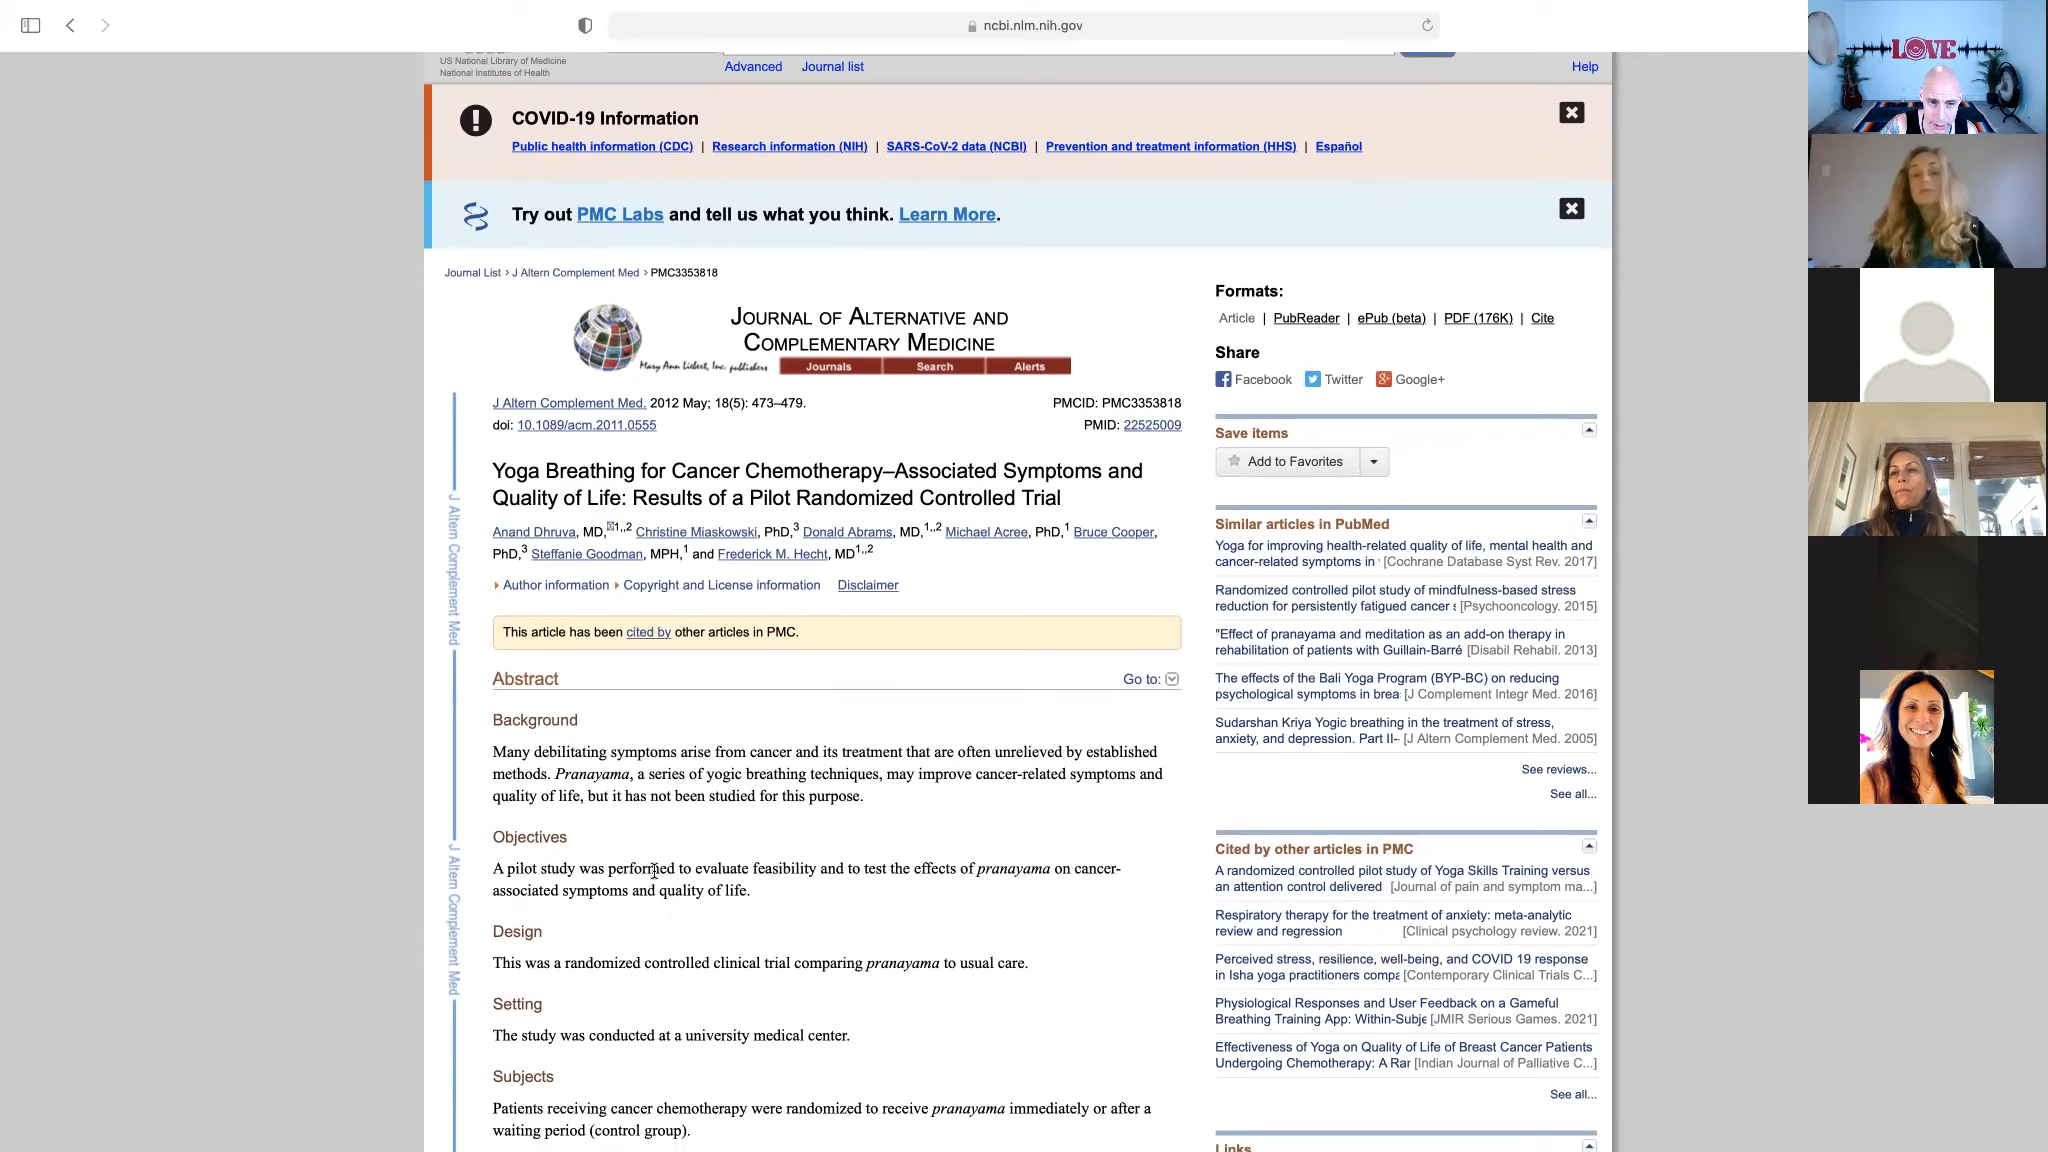 ncbi.nlm.nih.gov
US National Library of Medicine
National Institutes of Health
Advanced
Journal list
Help
COVID-19 Information
Public health information (CDC) | Research information (NIH) | SARS-CoV-2 data (NCBI) | Prevention and treatment information (HHS) | Español
Try out PMC Labs and tell us what you think. Learn More.
Journal List > J Altern Complement Med > PMC3353818
JOURNAL OF ALTERNATIVE AND
COMPLEMENTARY MEDICINE
Mary Ann Liebert, Inc. publishers
Journals
Search
Alerts
J Altern Complement Med. 2012 May; 18(5): 473–479.
PMCID: PMC3353818
doi: 10.1089/acm.2011.0555
PMID: 22525009
Yoga Breathing for Cancer Chemotherapy–Associated Symptoms and
Quality of Life: Results of a Pilot Randomized Controlled Trial
Anand Dhruva, MD,1,,2 Christine Miaskowski, PhD,3 Donald Abrams, MD,1,,2 Michael Acree, PhD,1 Bruce Cooper,
PhD,3 Steffanie Goodman, MPH,1 and Frederick M. Hecht, MD1,,2
Author information Copyright and License information Disclaimer
This article has been cited by other articles in PMC.
Abstract
Go to:
Background
Many debilitating symptoms arise from cancer and its treatment that are often unrelieved by established
methods. Pranayama, a series of yogic breathing techniques, may improve cancer-related symptoms and
quality of life, but it has not been studied for this purpose.
Objectives
A pilot study was performed to evaluate feasibility and to test the effects of pranayama on cancer-
associated symptoms and quality of life.
Design
This was a randomized controlled clinical trial comparing pranayama to usual care.
Setting
The study was conducted at a university medical center.
Subjects
Patients receiving cancer chemotherapy were randomized to receive pranayama immediately or after a
waiting period (control group).
J Altern Complement Med
J Altern Complement Med
Formats:
Article | PubReader | ePub (beta) | PDF (176K) | Cite
Share
Facebook Twitter Google+
Save items
Add to Favorites
Similar articles in PubMed
Yoga for improving health-related quality of life, mental health and
cancer-related symptoms in [Cochrane Database Syst Rev. 2017]
Randomized controlled pilot study of mindfulness-based stress
reduction for persistently fatigued cancer [Psychooncology. 2015]
"Effect of pranayama and meditation as an add-on therapy in
rehabilitation of patients with Guillain-Barré [Disabil Rehabil. 2013]
The effects of the Bali Yoga Program (BYP-BC) on reducing
psychological symptoms in brea [J Complement Integr Med. 2016]
Sudarshan Kriya Yogic breathing in the treatment of stress,
anxiety, and depression. Part II– [J Altern Complement Med. 2005]
See reviews...
See all...
Cited by other articles in PMC
A randomized controlled pilot study of Yoga Skills Training versus
an attention control delivered [Journal of pain and symptom ma...]
Respiratory therapy for the treatment of anxiety: meta-analytic
review and regression [Clinical psychology review. 2021]
Perceived stress, resilience, well-being, and COVID 19 response
in Isha yoga practitioners compa [Contemporary Clinical Trials C...]
Physiological Responses and User Feedback on a Gameful
Breathing Training App: Within-Subje [JMIR Serious Games. 2021]
Effectiveness of Yoga on Quality of Life of Breast Cancer Patients
Undergoing Chemotherapy: A Rar [Indian Journal of Palliative C...]
See all...
Links
LOVE